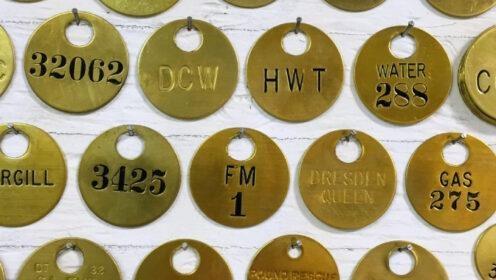 C
32062
DCW
HWT
WATER
288
C
RGILL
3425
FM
1
DRESDEN
QUEEN
GAS
275